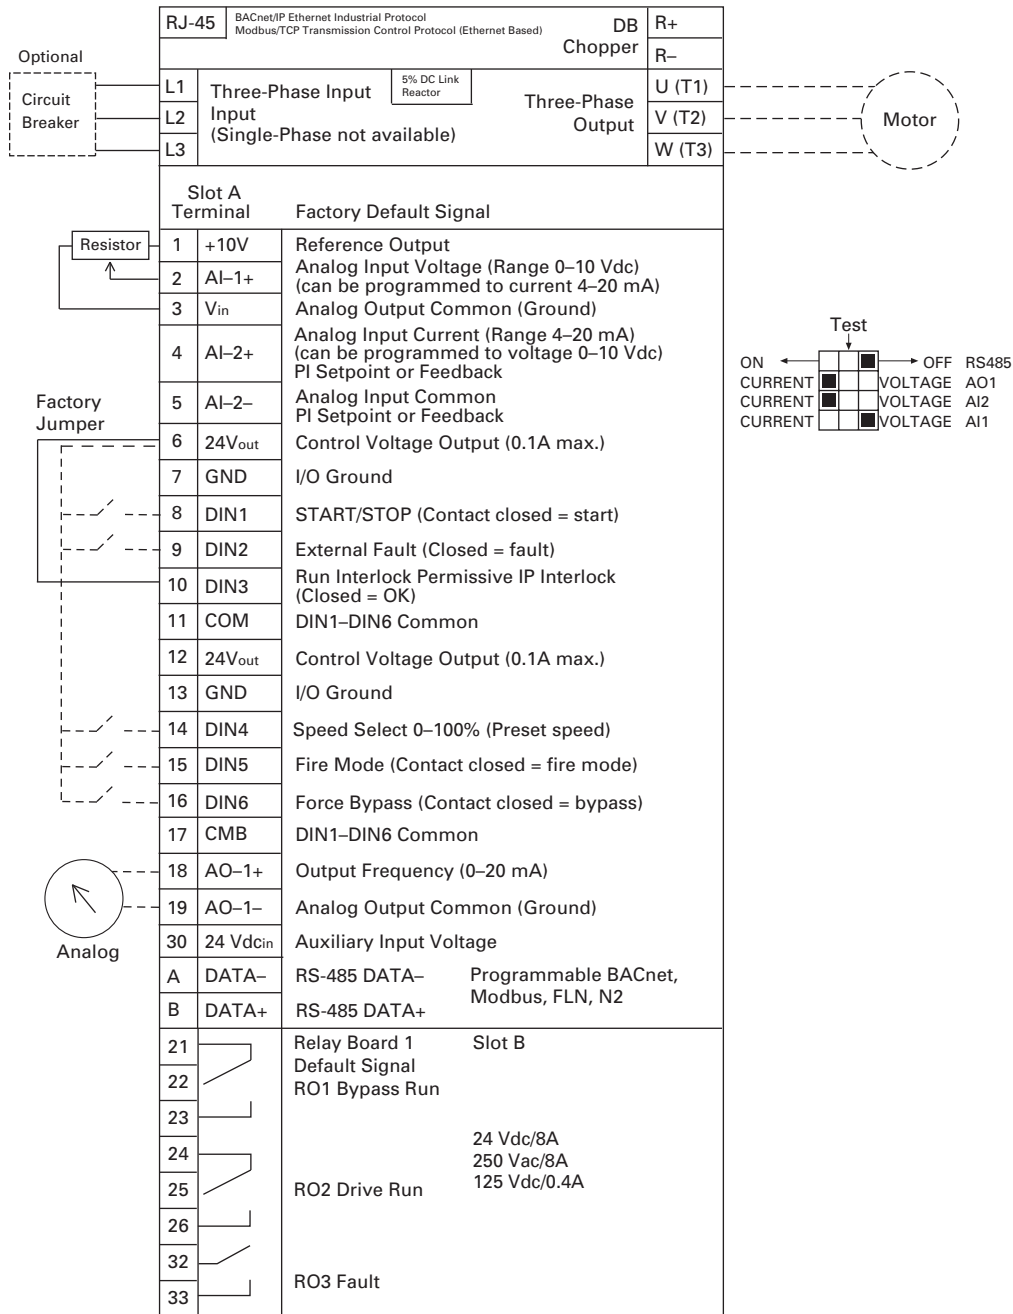 RJ-45 BACnet/IP Ethernet Industrial Protocol
Modbus/TCP Transmission Control Protocol (Ethernet Based)
DB
Chopper
R+
R–
Optional
Circuit
Breaker
L1
L2
L3
Three-Phase Input
Input
(Single-Phase not available)
5% DC Link
Reactor
Three-Phase
Output
U (T1)
V (T2)
W (T3)
Motor
Slot A
Terminal Factory Default Signal
Resistor
1 +10V Reference Output
2 AI–1+ Analog Input Voltage (Range 0–10 Vdc)
(can be programmed to current 4–20 mA)
3 Vin Analog Output Common (Ground)
4 AI–2+ Analog Input Current (Range 4–20 mA)
(can be programmed to voltage 0–10 Vdc)
PI Setpoint or Feedback
5 AI–2– Analog Input Common
PI Setpoint or Feedback
Factory
Jumper
6 24Vout Control Voltage Output (0.1A max.)
7 GND I/O Ground
8 DIN1 START/STOP (Contact closed = start)
9 DIN2 External Fault (Closed = fault)
10 DIN3 Run Interlock Permissive IP Interlock
(Closed = OK)
11 COM DIN1–DIN6 Common
12 24Vout Control Voltage Output (0.1A max.)
13 GND I/O Ground
14 DIN4 Speed Select 0–100% (Preset speed)
15 DIN5 Fire Mode (Contact closed = fire mode)
16 DIN6 Force Bypass (Contact closed = bypass)
17 CMB DIN1–DIN6 Common
18 AO–1+ Output Frequency (0–20 mA)
19 AO–1– Analog Output Common (Ground)
Analog
30 24 Vdcin Auxiliary Input Voltage
A DATA– RS-485 DATA–
B DATA+ RS-485 DATA+
Programmable BACnet,
Modbus, FLN, N2
21
22
23
Relay Board 1 Slot B
Default Signal
RO1 Bypass Run
24
25
26
RO2 Drive Run
24 Vdc/8A
250 Vac/8A
125 Vdc/0.4A
32
33
RO3 Fault
Test
ON OFF RS485
CURRENT VOLTAGE AO1
CURRENT VOLTAGE AI2
CURRENT VOLTAGE AI1